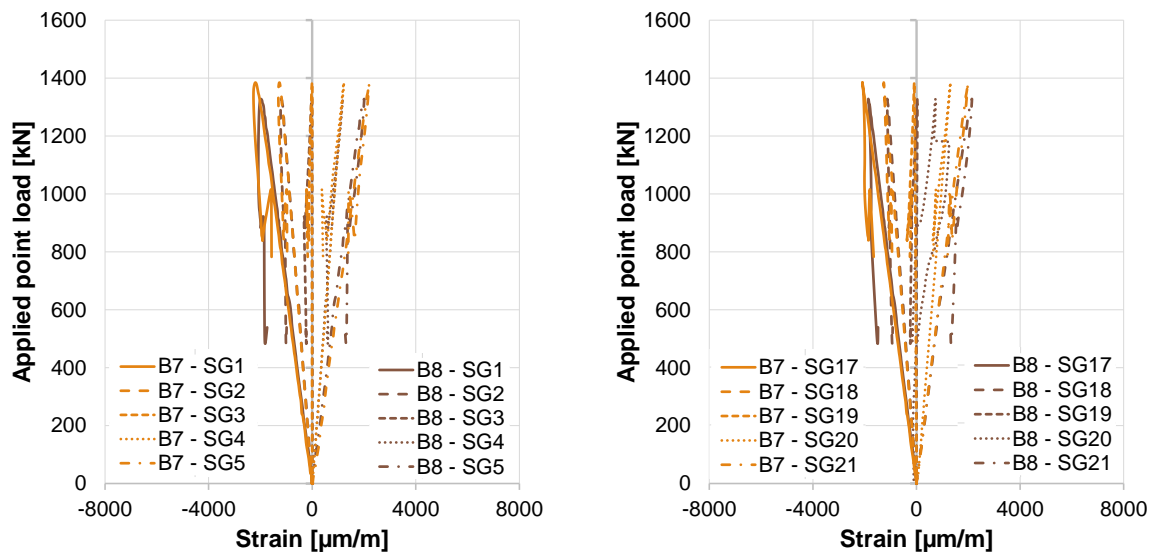 1600
1400
1200
1000
800
600
400
200
0
Applied point load [kN]
B7 - SG1
B7 - SG2
B7 - SG3
B7 - SG4
B7 - SG5
B8 - SG1
B8 - SG2
B8 - SG3
B8 - SG4
B8 - SG5
-8000 -4000 0 4000 8000
Strain [µm/m]
1600
1400
1200
1000
800
600
400
200
0
Applied point load [kN]
B7 - SG17
B7 - SG18
B7 - SG19
B7 - SG20
B7 - SG21
B8 - SG17
B8 - SG18
B8 - SG19
B8 - SG20
B8 - SG21
-8000 -4000 0 4000 8000
Strain [µm/m]